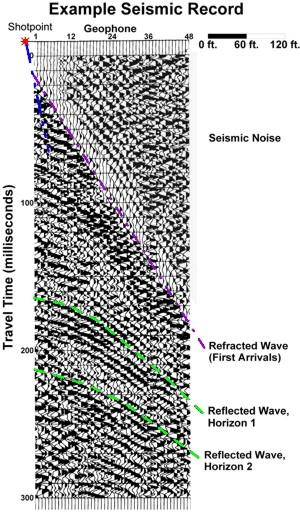 Example Seismic Record
Shotpoint
Geophone
1 12 24 36 48
0 ft. 60 ft. 120 ft.
0
Seismic Noise
100
Travel Time (milliseconds)
Refracted Wave
(First Arrivals)
200
Reflected Wave,
Horizon 1
Reflected Wave,
Horizon 2
300